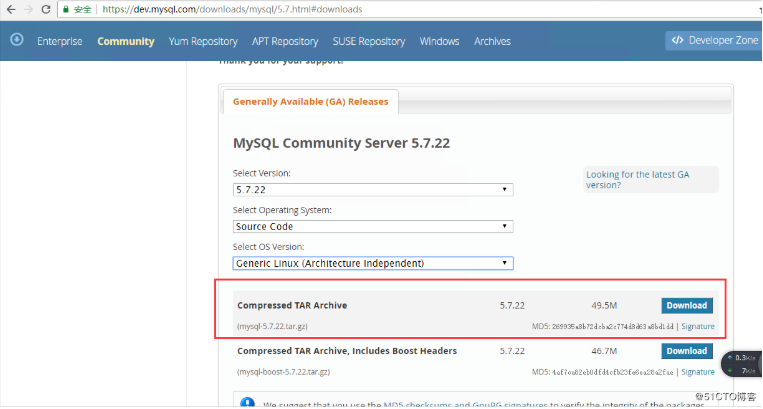 安全 https://dev.mysql.com/downloads/mysql/5.7.html#downloads
Enterprise Community Yum Repository APT Repository SUSE Repository Windows Archives </> Developer Zone
Thank you for your support!
Generally Available (GA) Releases
MySQL Community Server 5.7.22
Select Version:
5.7.22
Looking for the latest GA
version?
Select Operating System:
Source Code
Select OS Version:
Generic Linux (Architecture Independent)
Compressed TAR Archive 5.7.22 49.5M Download
(mysql-5.7.22.tar.gz) MD5: | Signature
Compressed TAR Archive, Includes Boost Headers 5.7.22 46.7M Download
(mysql-boost-5.7.22.tar.gz) MD5: | Signature
0.3K/s
7K/s
We suggest that you use the MD5 checksums and GnuPG signatures to verify the integrity of the packages
@51CTO博客